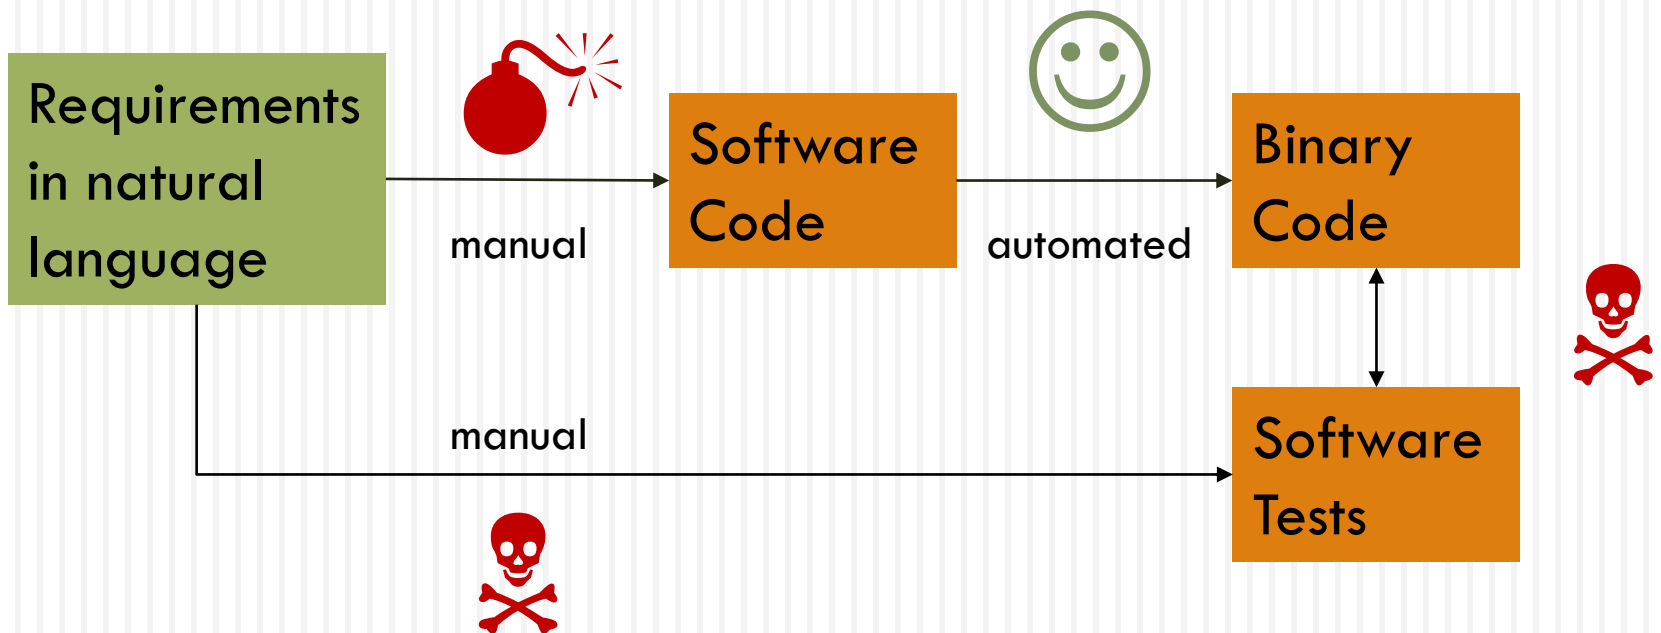 Requirements
in natural
language
manual
Software
Code
automated
Binary
Code
manual
Software
Tests